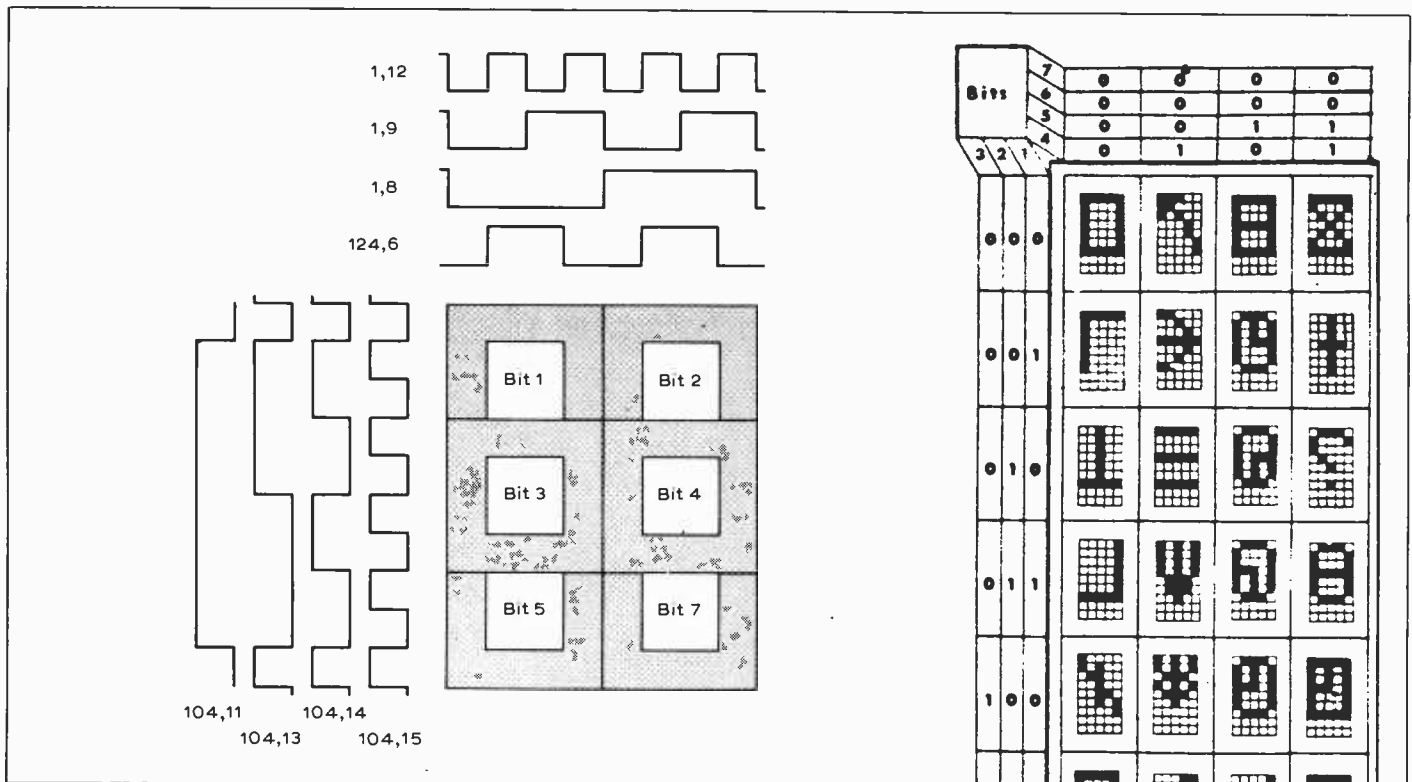 1,12
1,9
1,8
124,6
Bit 1
Bit 2
Bit 3
Bit 4
Bit 5
Bit 7
104,11
104,14
104,13
104,15
Bits
7 0 0 0 0
6 0 0 0 0
5 0 0 1 1
4 0 1 0 1
3 2 1
0 0 0
0 0 1
0 1 0
0 1 1
1 0 0